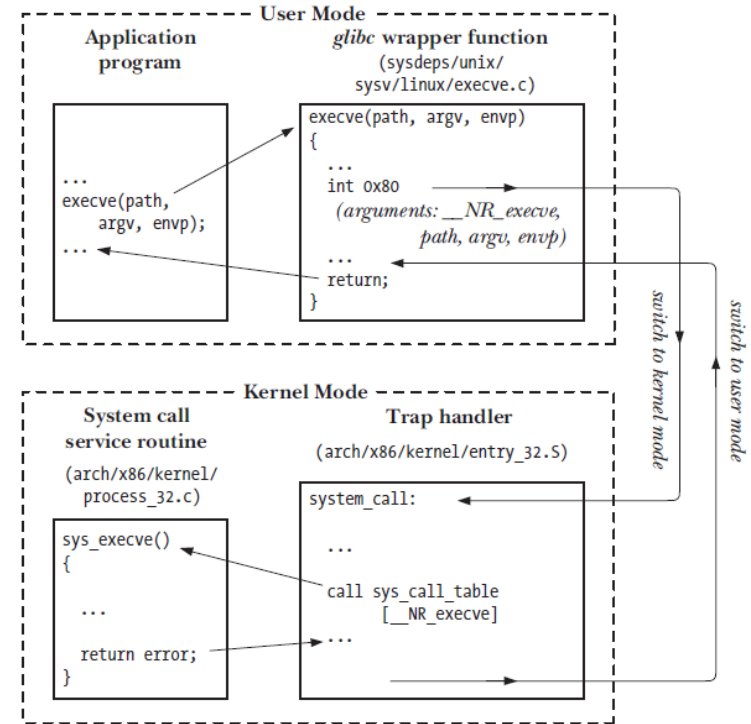 User Mode
Application
program
glibc wrapper function
(sysdeps/unix/
sysv/linux/execve.c)
...
execve(path,
argv, envp);
...
execve(path, argv, envp)
{
...
int 0x80
(arguments: __NR_execve,
path, argv, envp)
...
return;
}
switch to kernel mode
switch to user mode
Kernel Mode
System call
service routine
(arch/x86/kernel/
process_32.c)
Trap handler
(arch/x86/kernel/entry_32.S)
sys_execve()
{
...
return error;
}
system_call:
...
call sys_call_table
[__NR_execve]
...